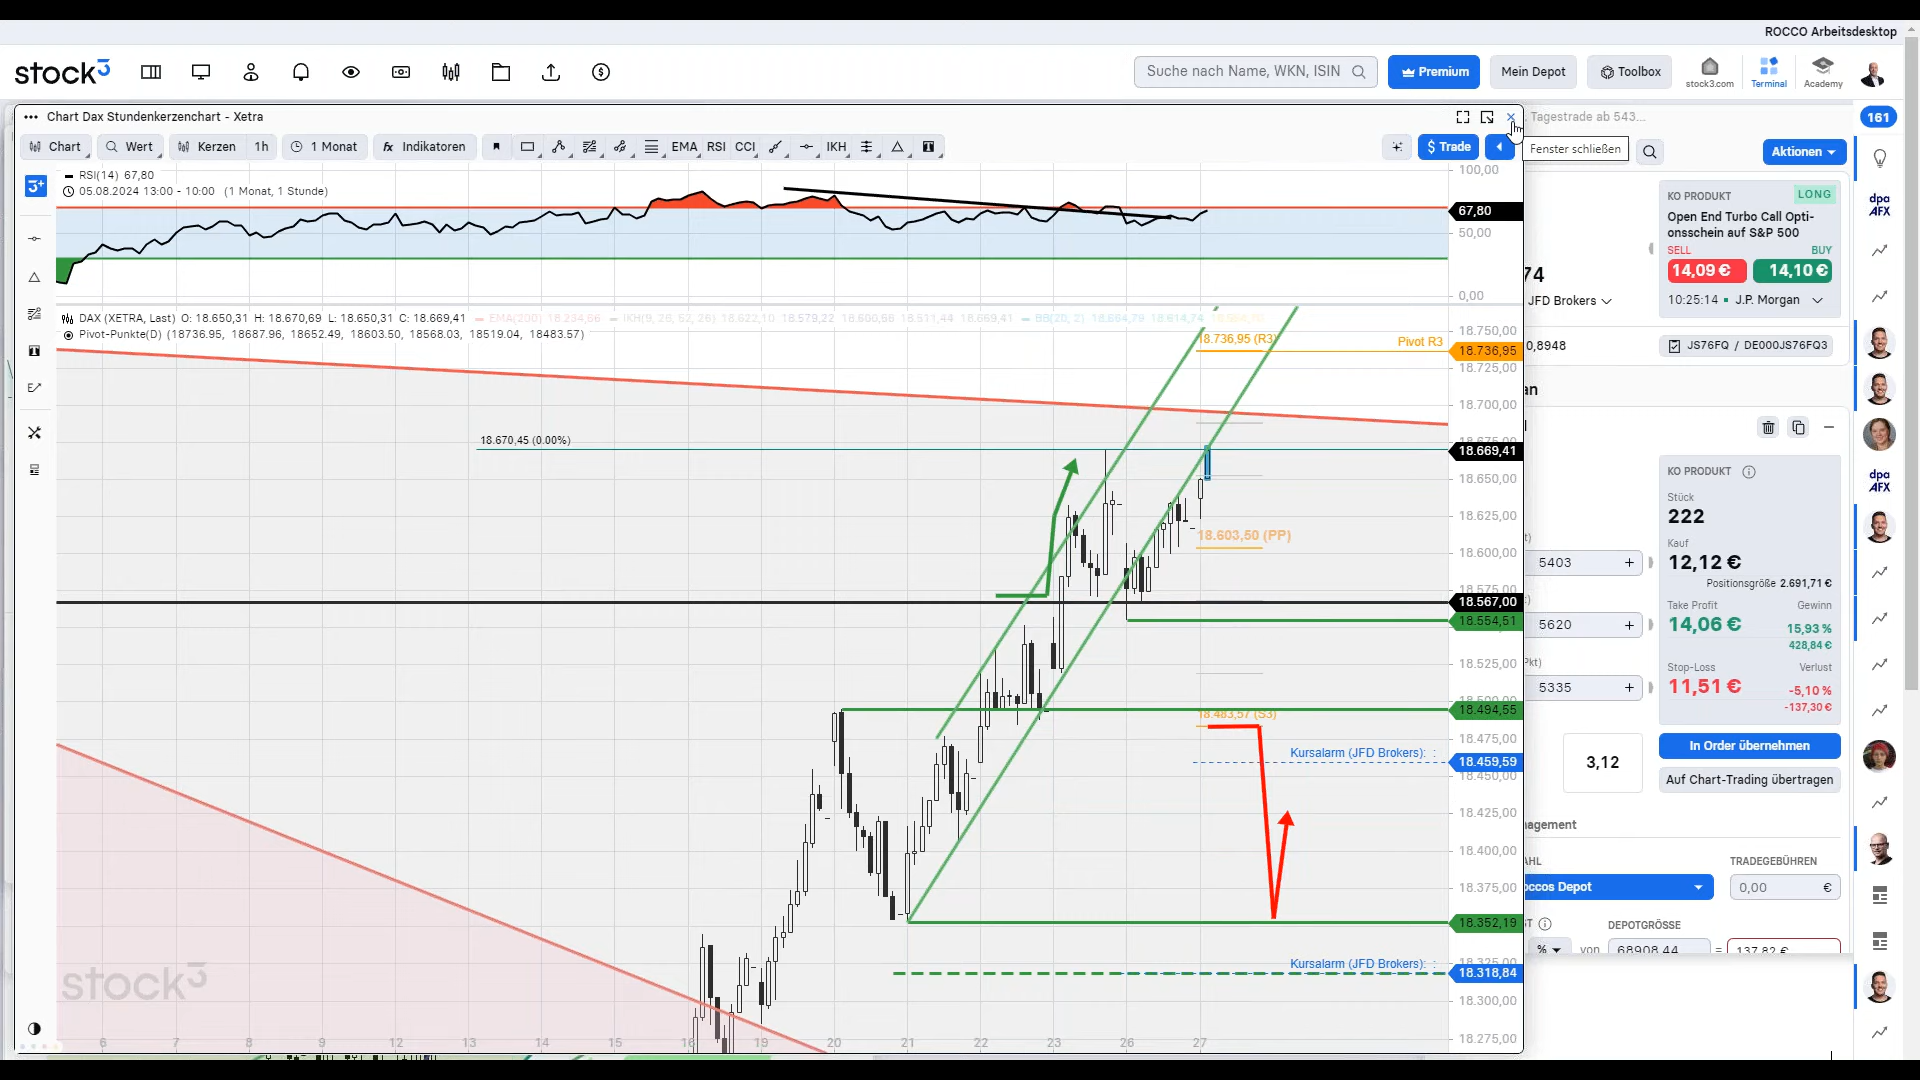 ROCCO Arbeitsdesktop
stock3
Suche nach Name, WKN, ISIN
Premium
Mein Depot
Toolbox
stock3.com
Terminal
Academy
Chart Dax Stundenkerzenchart - Xetra
Tagestrade ab 543...
161
Chart
Wert
Kerzen
1h
1 Monat
fx Indikatoren
EMA
RSI
CCI
IKH
$ Trade
Fenster schließen
Aktionen
RSI(14) 67,80
05.08.2024 13:00 - 10:00 (1 Monat, 1 Stunde)
100,00
67,80
50,00
0,00
DAX (XETRA, Last) O: 18.650,31 H: 18.670,69 L: 18.650,31 C: 18.669,41
Pivot-Punkte(D) (18736.95, 18687.96, 18652.49, 18603.50, 18568.03, 18519.04, 18483.57)
18.736,95 (R3)
Pivot R3
18.670,45 (0.00%)
18.603,50 (PP)
18.483,57 (S3)
Kursalarm (JFD Brokers): :
Kursalarm (JFD Brokers): :
18.750,00
18.736,95
18.725,00
18.700,00
18.669,41
18.650,00
18.625,00
18.600,00
18.567,00
18.554,51
18.525,00
18.494,55
18.475,00
18.459,59
18.450,00
18.425,00
18.400,00
18.375,00
18.352,19
18.318,84
18.300,00
18.275,00
6 7 8 9 12 13 14 15 16 19 20 21 22 23 26 27
stock3
74
JFD Brokers
0,8948
KO PRODUKT
LONG
Open End Turbo Call Opti-
onsschein auf S&P 500
SELL
BUY
14,09 €
14,10 €
10:25:14 J.P. Morgan
JS76FQ / DE000JS76FQ3
an
KO PRODUKT
Stück
222
Kauf
12,12 €
Positionsgröße 2.691,71 €
Take Profit
Gewinn
14,06 €
15,93 %
428,84 €
Stop-Loss
Verlust
11,51 €
-5,10 %
-137,30 €
5403 +
5620 +
5335 +
3,12
In Order übernehmen
Auf Chart-Trading übertragen
TRADEGEBÜHREN
0,00 €
DEPOTGRÖSSE
% von 68908,44 = 137,82 €
dpa
AFX
dpa
AFX